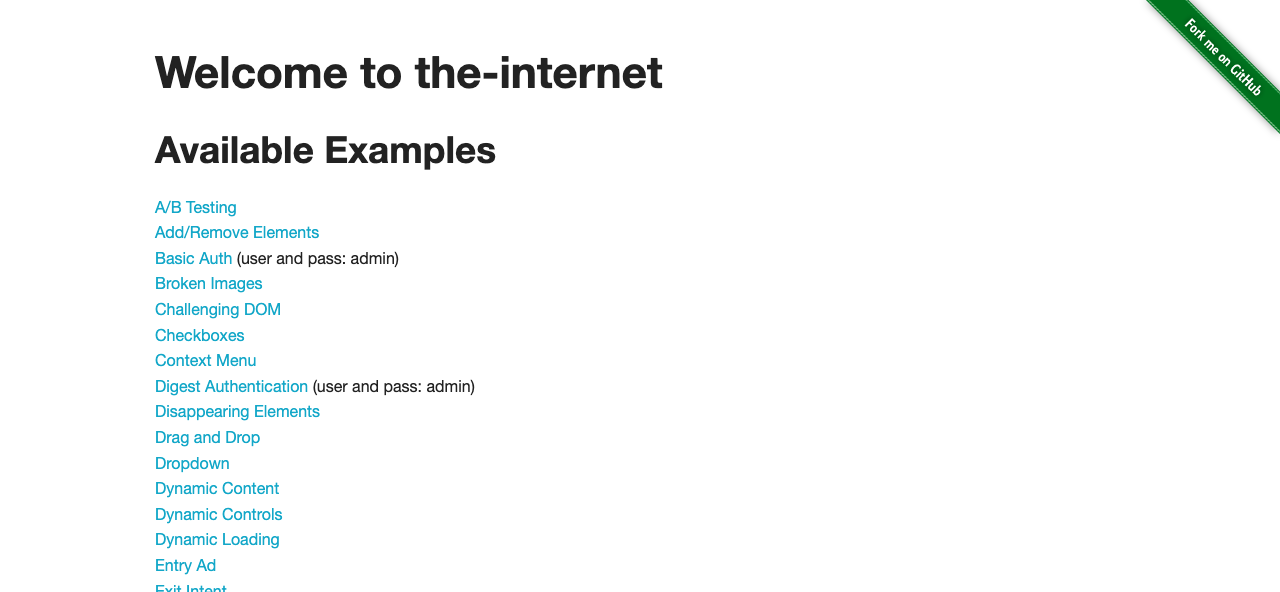 Fork me on GitHub
Welcome to the-internet
Available Examples
A/B Testing
Add/Remove Elements
Basic Auth (user and pass: admin)
Broken Images
Challenging DOM
Checkboxes
Context Menu
Digest Authentication (user and pass: admin)
Disappearing Elements
Drag and Drop
Dropdown
Dynamic Content
Dynamic Controls
Dynamic Loading
Entry Ad
Exit Intent